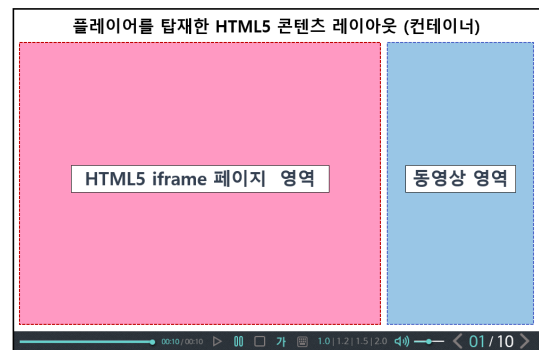 플레이어를 탑재한 HTML5 콘텐츠 레이아웃 (컨테이너)
HTML5 iframe 페이지 영역
동영상 영역
00:10 / 00:10 가 1.0 | 1.2 | 1.5 | 2.0 01 / 10